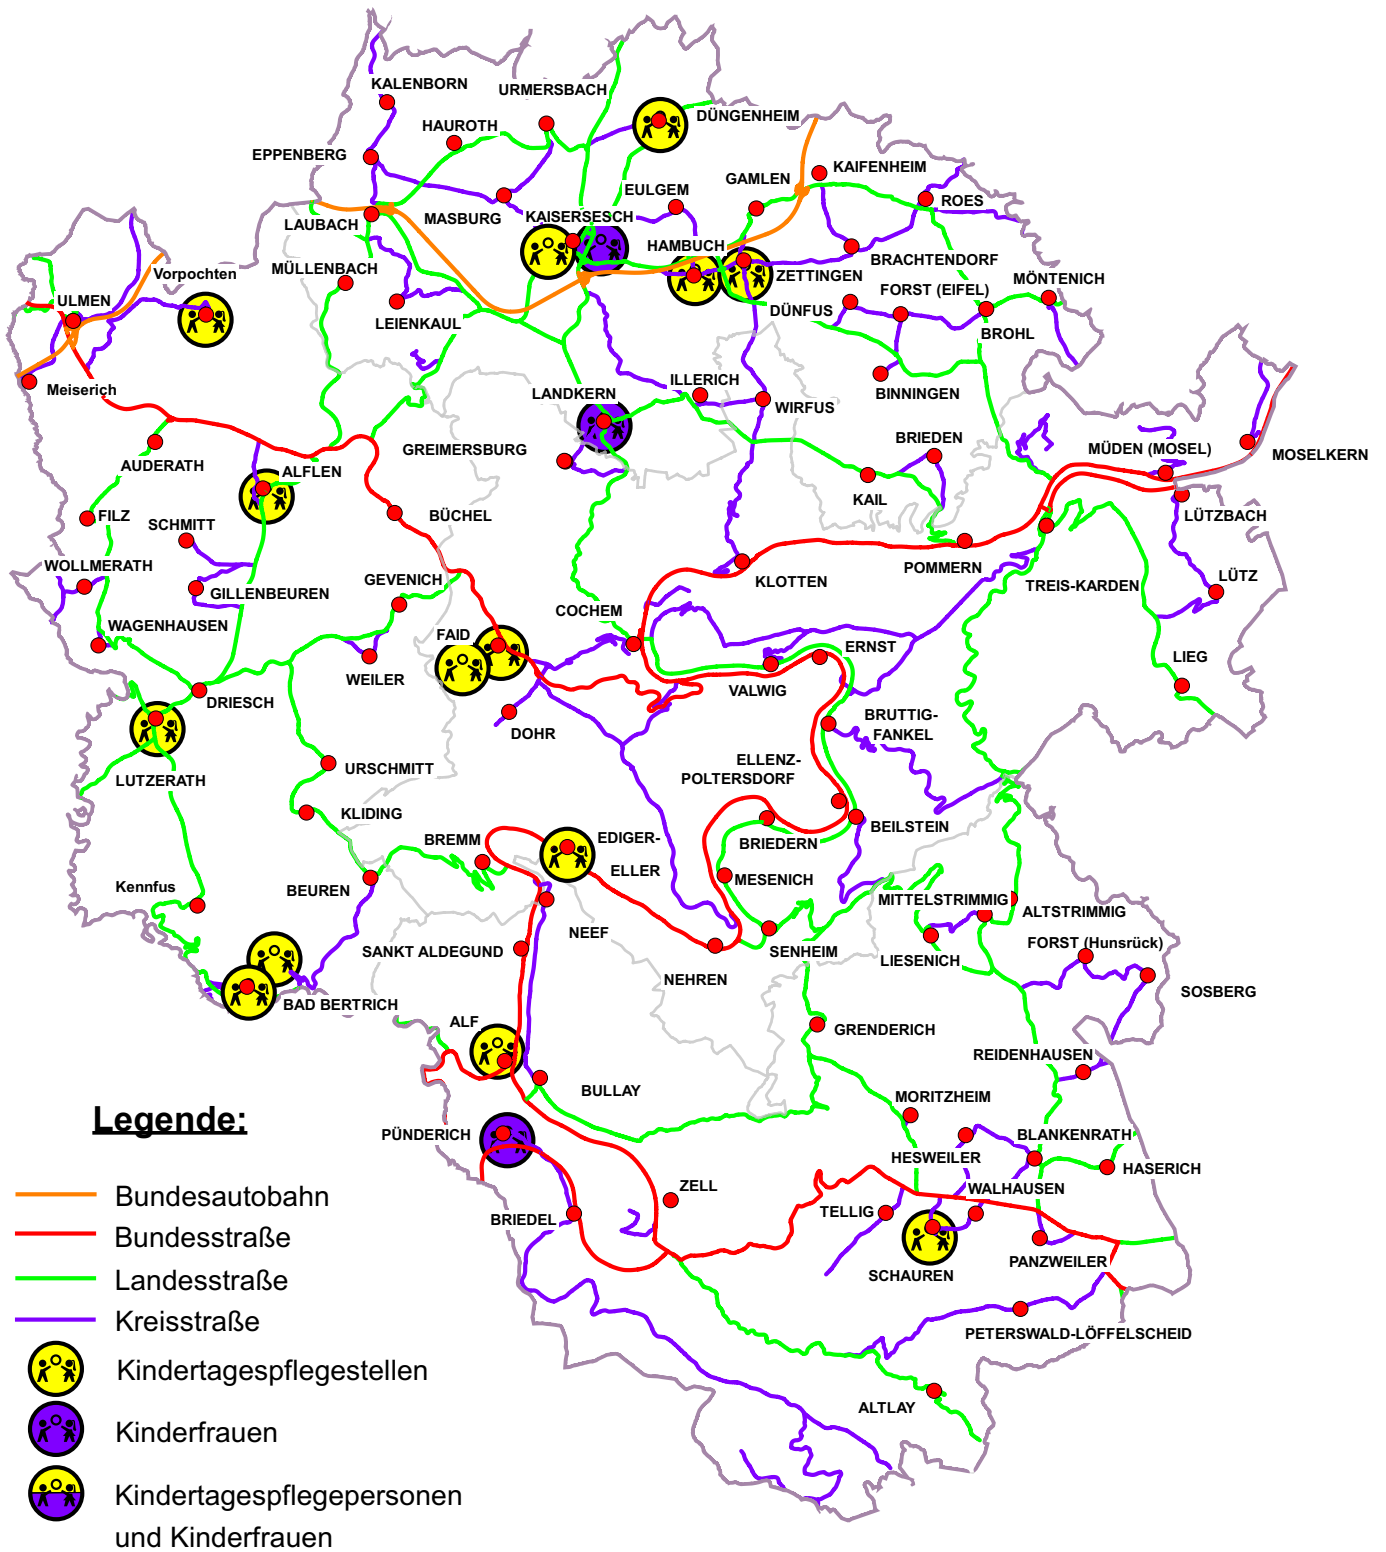 KALENBORN
URMERSBACH
DÜNGENHEIM
HAUROTH
EPPENBERG
KAIFENHEIM
GAMLEN
EULGEM
ROES
MASBURG
KAISERSESCH
LAUBACH
HAMBUCH
BRACHTENDORF
MÜLLENBACH
Vorpochten
ZETTINGEN
MÖNTENICH
FORST (EIFEL)
ULMEN
DÜNFUS
LEIENKAUL
BROHL
ILLERICH
Meiserich
LANDKERN
BINNINGEN
WIRFUS
BRIEDEN
GREIMERSBURG
MÜDEN (MOSEL)
MOSELKERN
AUDERATH
ALFLEN
KAIL
FILZ
BÜCHEL
LÜTZBACH
SCHMITT
WOLLMERATH
POMMERN
GEVENICH
KLOTTEN
LÜTZ
GILLENBEUREN
TREIS-KARDEN
COCHEM
WAGENHAUSEN
FAID
ERNST
LIEG
WEILER
VALWIG
DRIESCH
BRUTTIG-
FANKEL
DOHR
ELLENZ-
POLTERSDORF
URSCHMITT
LUTZERATH
KLIDING
BEILSTEIN
BREMM
EDIGER-
ELLER
BRIEDERN
MESENICH
Kennfus
BEUREN
MITTELSTRIMMIG
ALTSTRIMMIG
NEEF
FORST (Hunsrück)
SANKT ALDEGUND
SENHEIM
LIESENICH
NEHREN
SOSBERG
BAD BERTRICH
ALF
GRENDERICH
REIDENHAUSEN
BULLAY
MORITZHEIM
PÜNDERICH
BLANKENRATH
HESWEILER
HASERICH
ZELL
WALHAUSEN
BRIEDEL
TELLIG
PANZWEILER
SCHAUREN
PETERSWALD-LÖFFELSCHEID
ALTLAY
Legende:
Bundesautobahn
Bundesstraße
Landesstraße
Kreisstraße
Kindertagespflegestellen
Kinderfrauen
Kindertagespflegepersonen
und Kinderfrauen